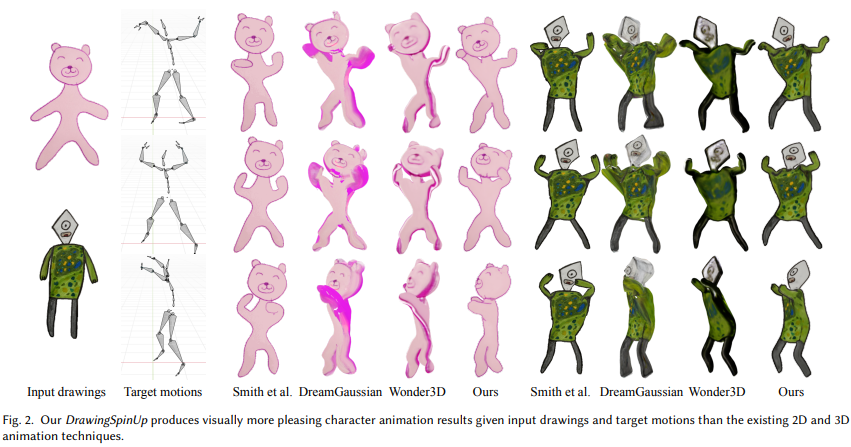 Input drawings Target motions Smith et al. DreamGaussian Wonder3D Ours Smith et al. DreamGaussian Wonder3D Ours
Fig. 2. Our DrawingSpinUp produces visually more pleasing character animation results given input drawings and target motions than the existing 2D and 3D
animation techniques.